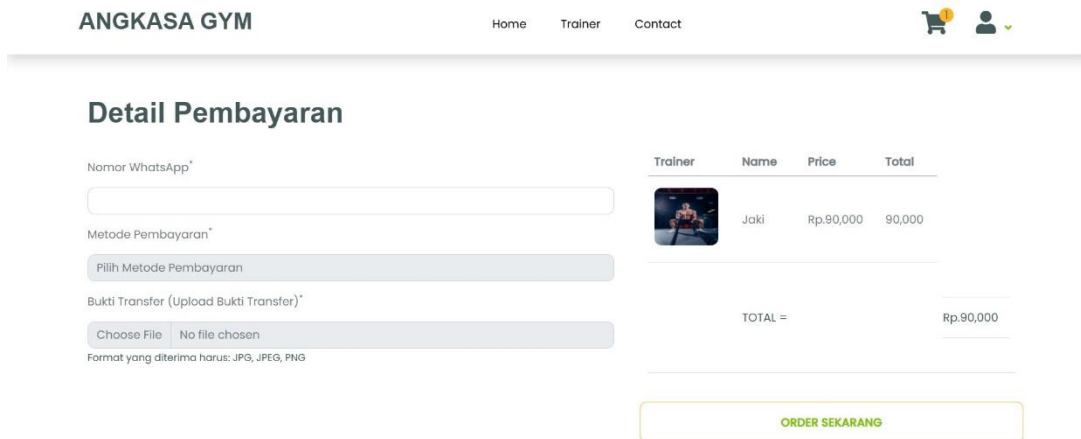 ANGKASA GYM
Home Trainer Contact
1
Detail Pembayaran
Nomor WhatsApp*
Metode Pembayaran*
Pilih Metode Pembayaran
Bukti Transfer (Upload Bukti Transfer)*
Choose File No file chosen
Format yang diterima harus: JPG, JPEG, PNG
Trainer Name Price Total
Jaki Rp.90,000 90,000
TOTAL = Rp.90,000
ORDER SEKARANG